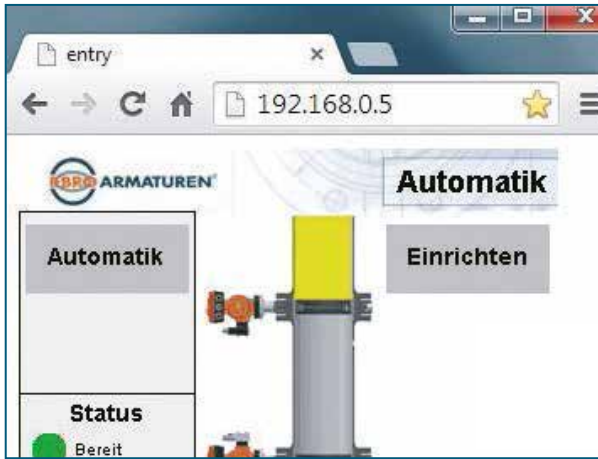 entry
192.168.0.5
EBRO ARMATUREN
Automatik
Automatik
Einrichten
Status
Bereit